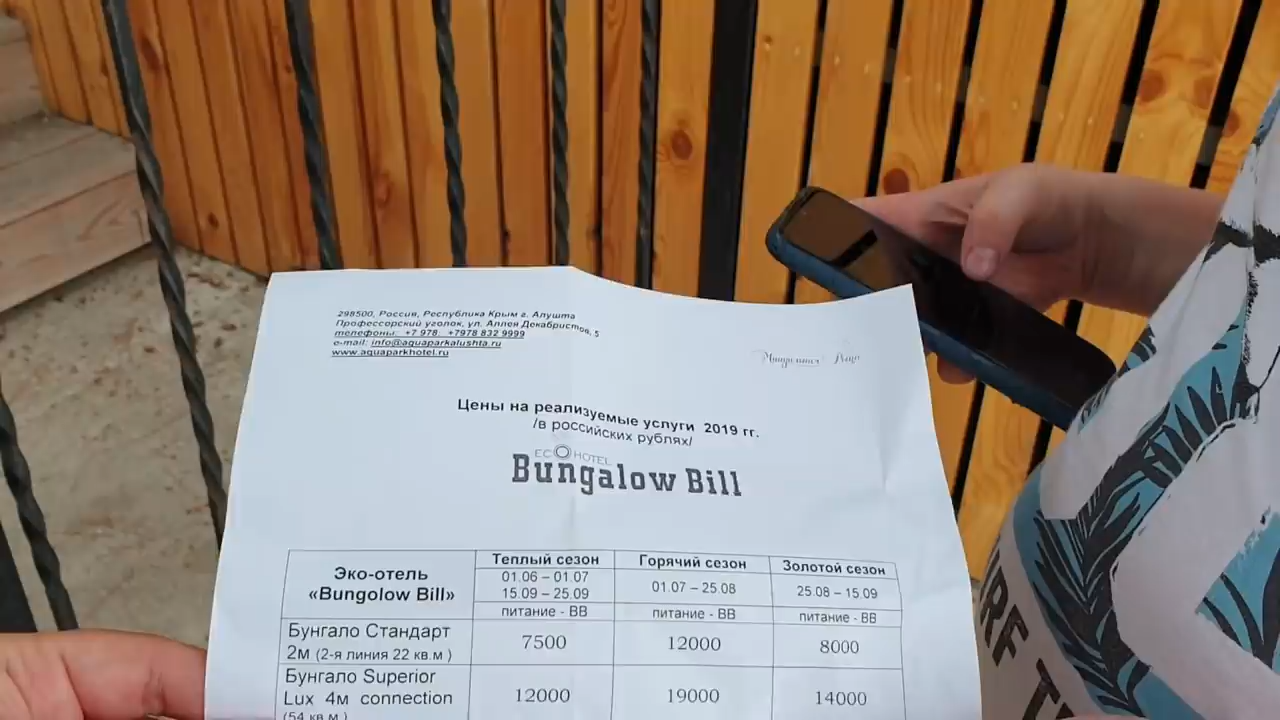 298500, Россия, Республика Крым г. Алушта
Профессорский уголок, ул. Аллея Декабристов, 5
телефоны: +7 978, +7978 832 9999
e-mail: info@aquaparkalushta.ru
www.aquaparkhotel.ru
Цены на реализуемые услуги 2019 гг.
/в российских рублях/
ECOHOTEL
Bungalow Bill
Эко-отель «Bungolow Bill» Теплый сезон Горячий сезон Золотой сезон
01.06 – 01.07 15.09 – 25.09 01.07 - 25.08 25.08 – 15.09
питание - BB питание - BB питание - BB
Бунгало Стандарт 2м (2-я линия 22 кв.м ) 7500 12000 8000
Бунгало Superior Lux 4м connection (54 кв.м ) 12000 19000 14000